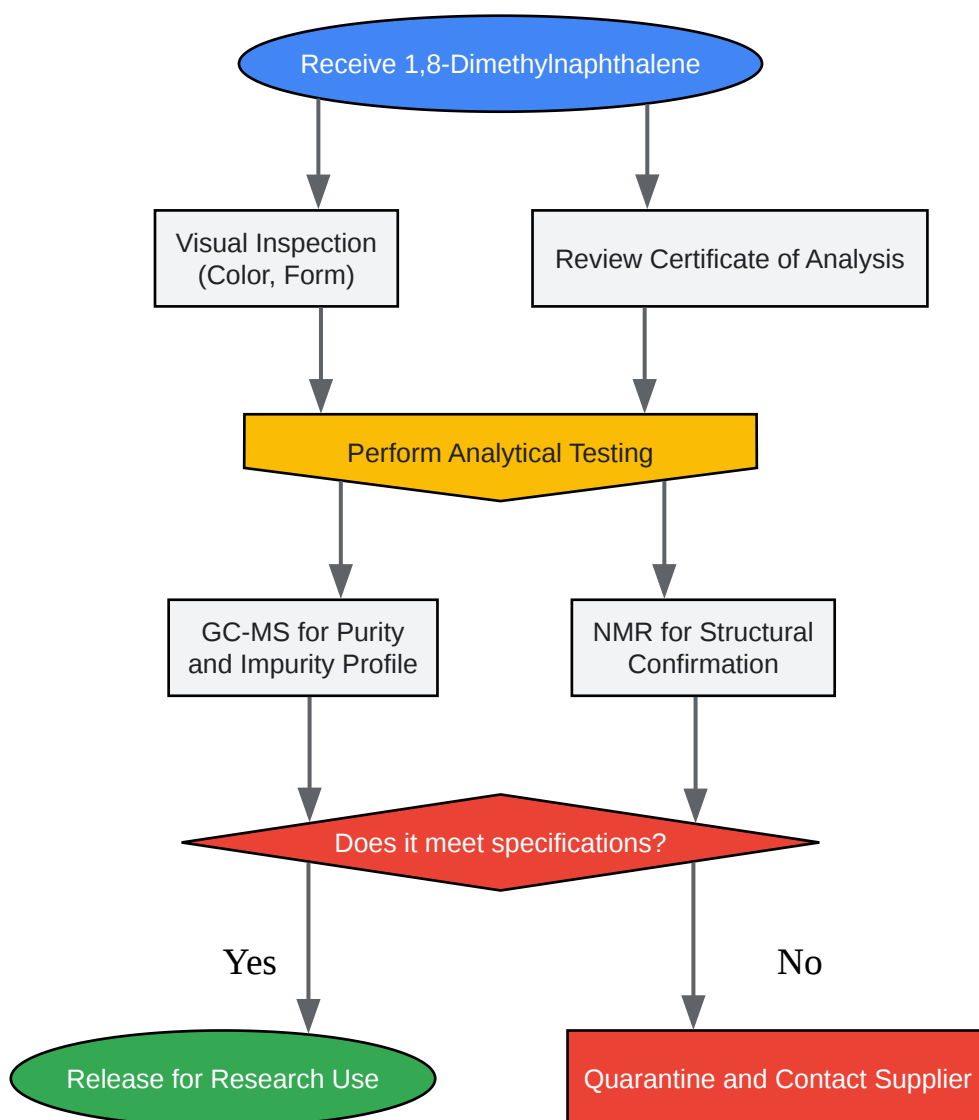 Receive 1,8-Dimethylnaphthalene
Visual Inspection
(Color, Form)
Review Certificate of Analysis
Perform Analytical Testing
GC-MS for Purity
and Impurity Profile
NMR for Structural
Confirmation
Does it meet specifications?
Yes
No
Release for Research Use
Quarantine and Contact Supplier